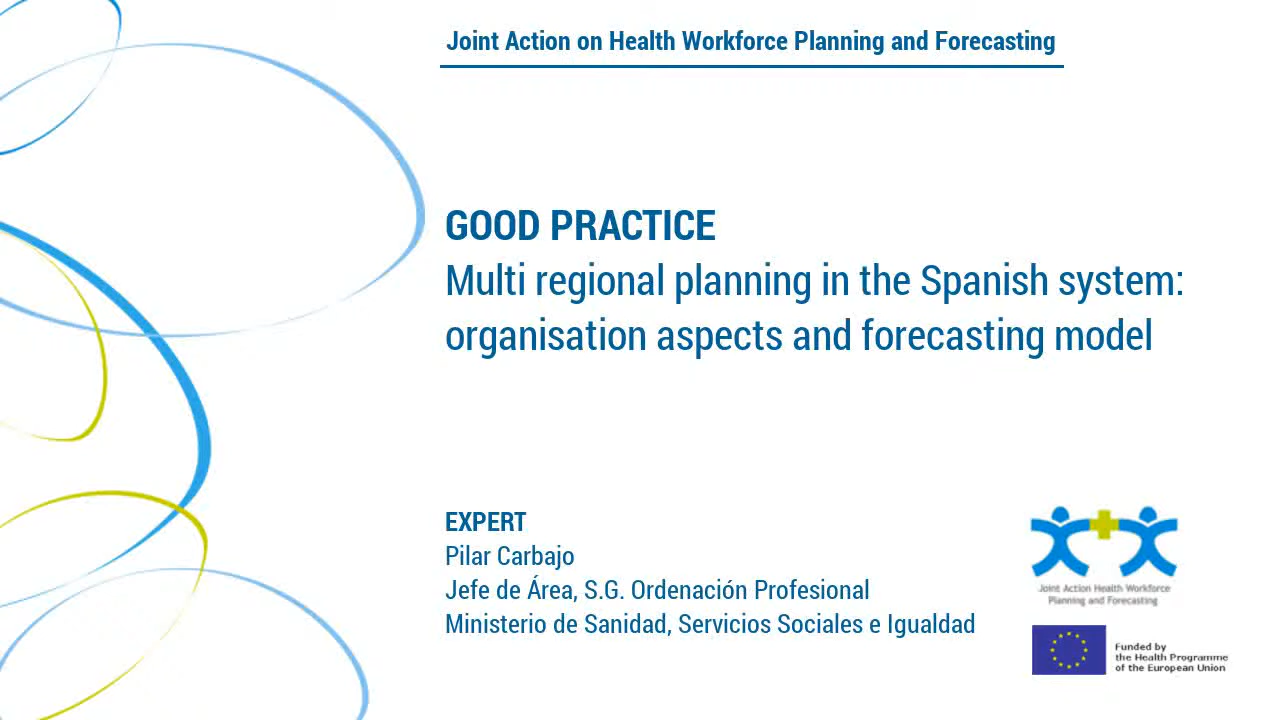 Joint Action on Health Workforce Planning and Forecasting
GOOD PRACTICE
Multi regional planning in the Spanish system:
organisation aspects and forecasting model
EXPERT
Pilar Carbajo
Jefe de Área, S.G. Ordenación Profesional
Ministerio de Sanidad, Servicios Sociales e Igualdad
Joint Action Health Workforce
Planning and Forecasting
Funded by
the Health Programme
of the European Union